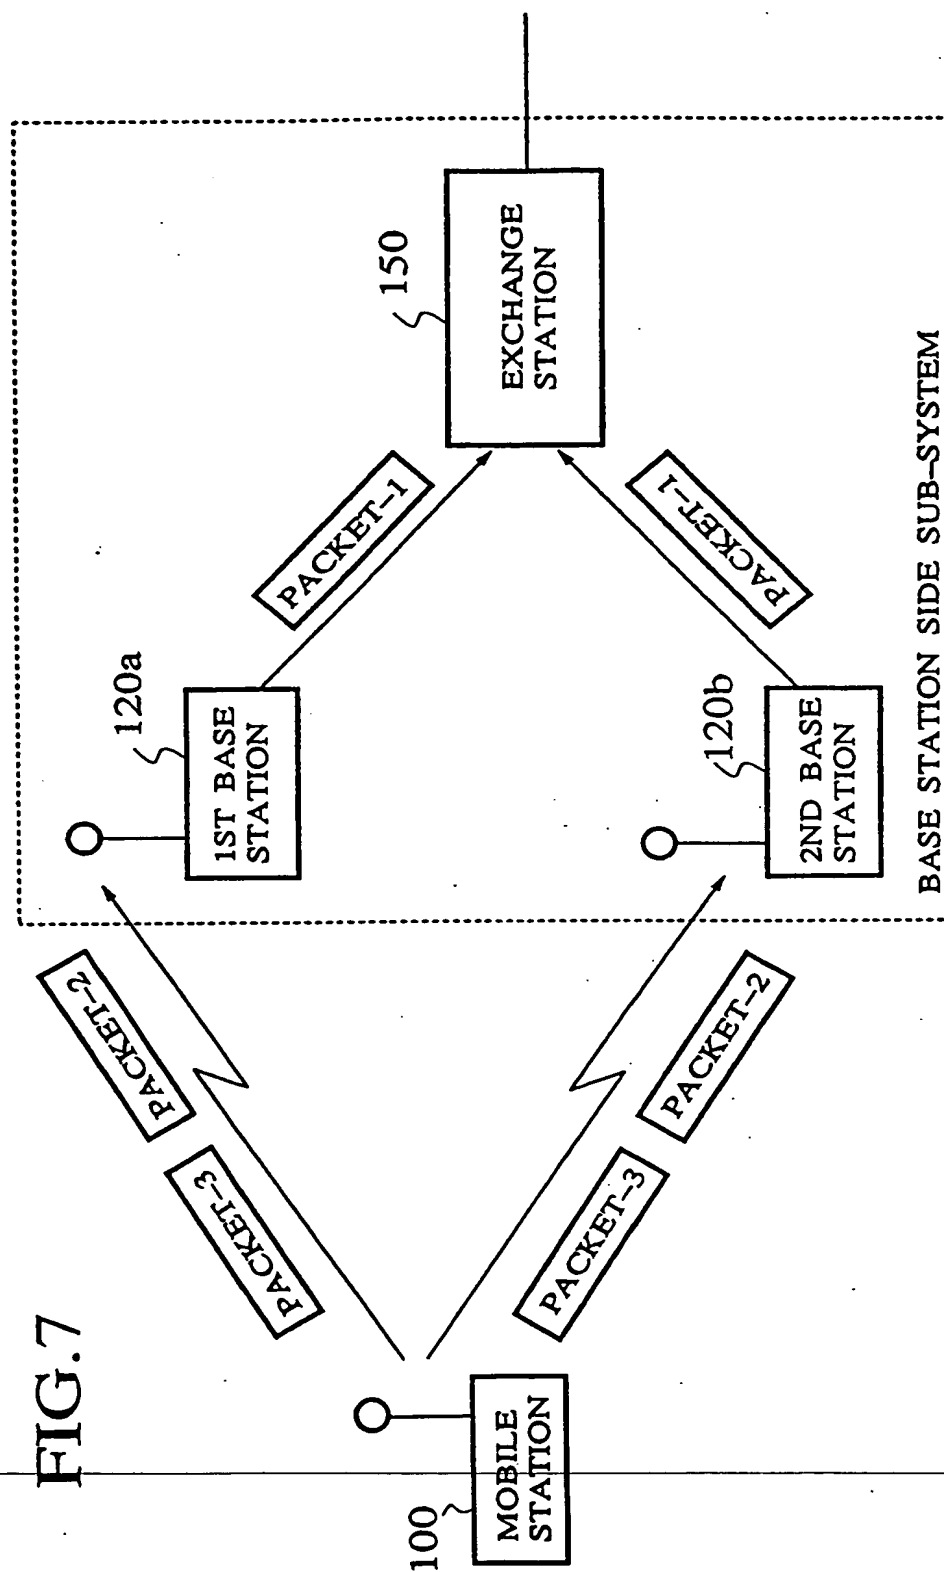 FIG.7
100
MOBILE
STATION
PACKET-3
PACKET-2
PACKET-3
PACKET-2
120a
1ST BASE
STATION
120b
2ND BASE
STATION
PACKET-1
PACKET-1
150
EXCHANGE
STATION
BASE STATION SIDE SUB-SYSTEM